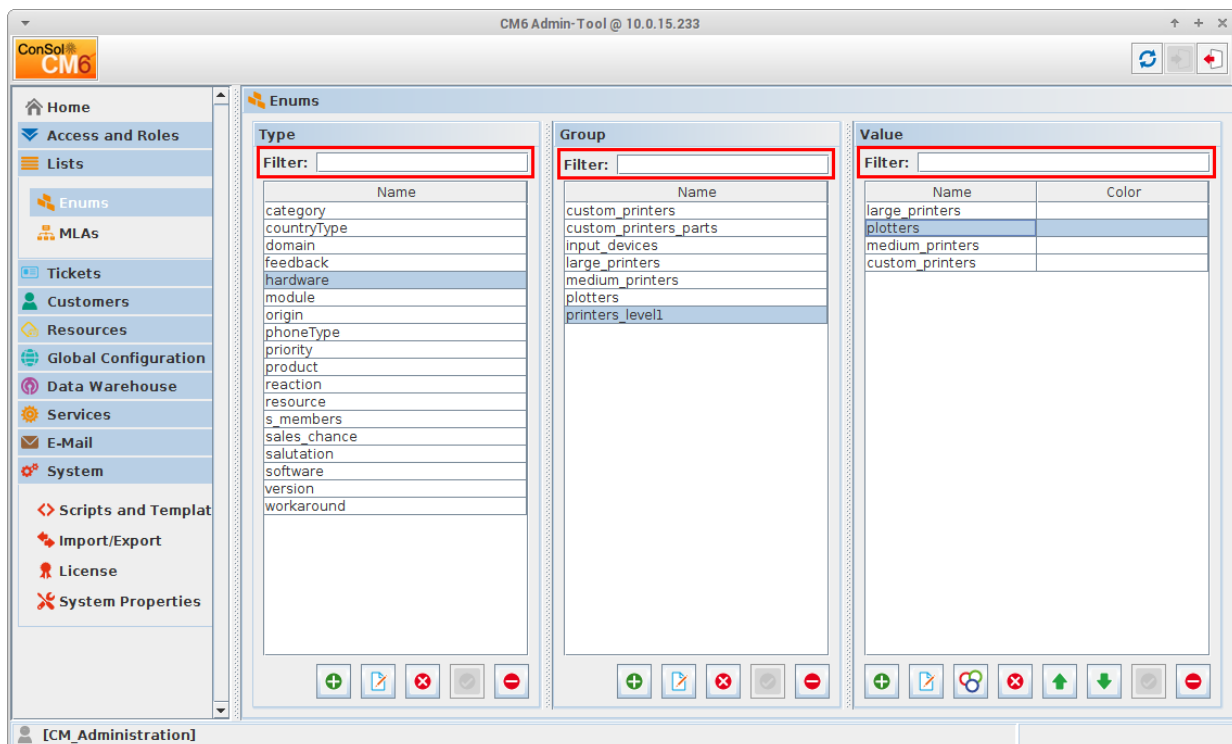 CM6 Admin-Tool @ 10.0.15.233
ConSol
CM6
Home
Access and Roles
Lists
Enums
MLAs
Tickets
Customers
Resources
Global Configuration
Data Warehouse
Services
E-Mail
System
Scripts and Templat
Import/Export
License
System Properties
Enums
Type
Filter:
Name
category
countryType
domain
feedback
hardware
module
origin
phoneType
priority
product
reaction
resource
s_members
sales_chance
salutation
software
version
workaround
Group
Filter:
Name
custom_printers
custom_printers_parts
input_devices
large_printers
medium_printers
plotters
printers_level1
Value
Filter:
Name Color
large_printers
plotters
medium_printers
custom_printers
[CM_Administration]